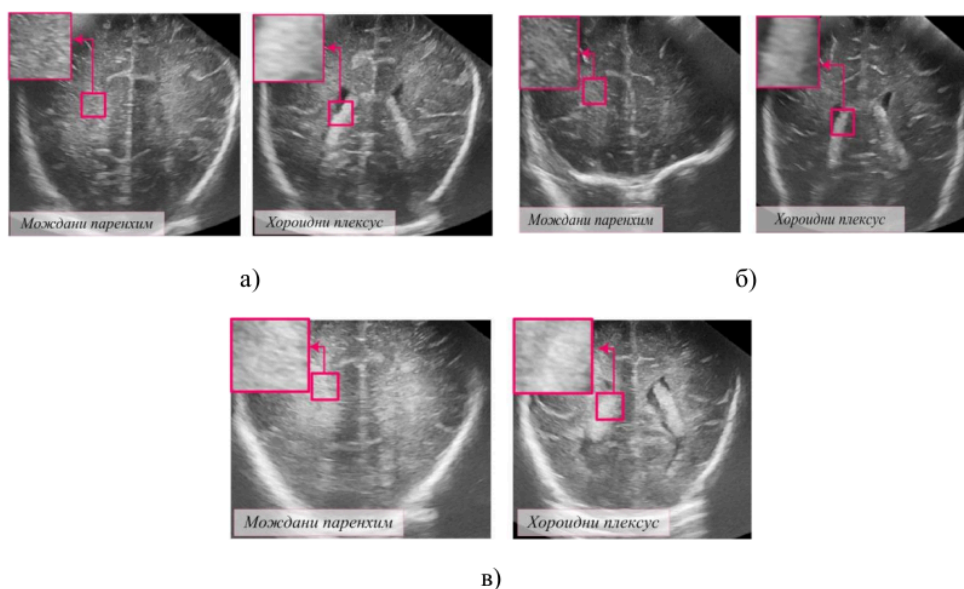 Мождани паренхим
Хороидни плексус
Мождани паренхим
Хороидни плексус
а)
б)
Мождани паренхим
Хороидни плексус
в)